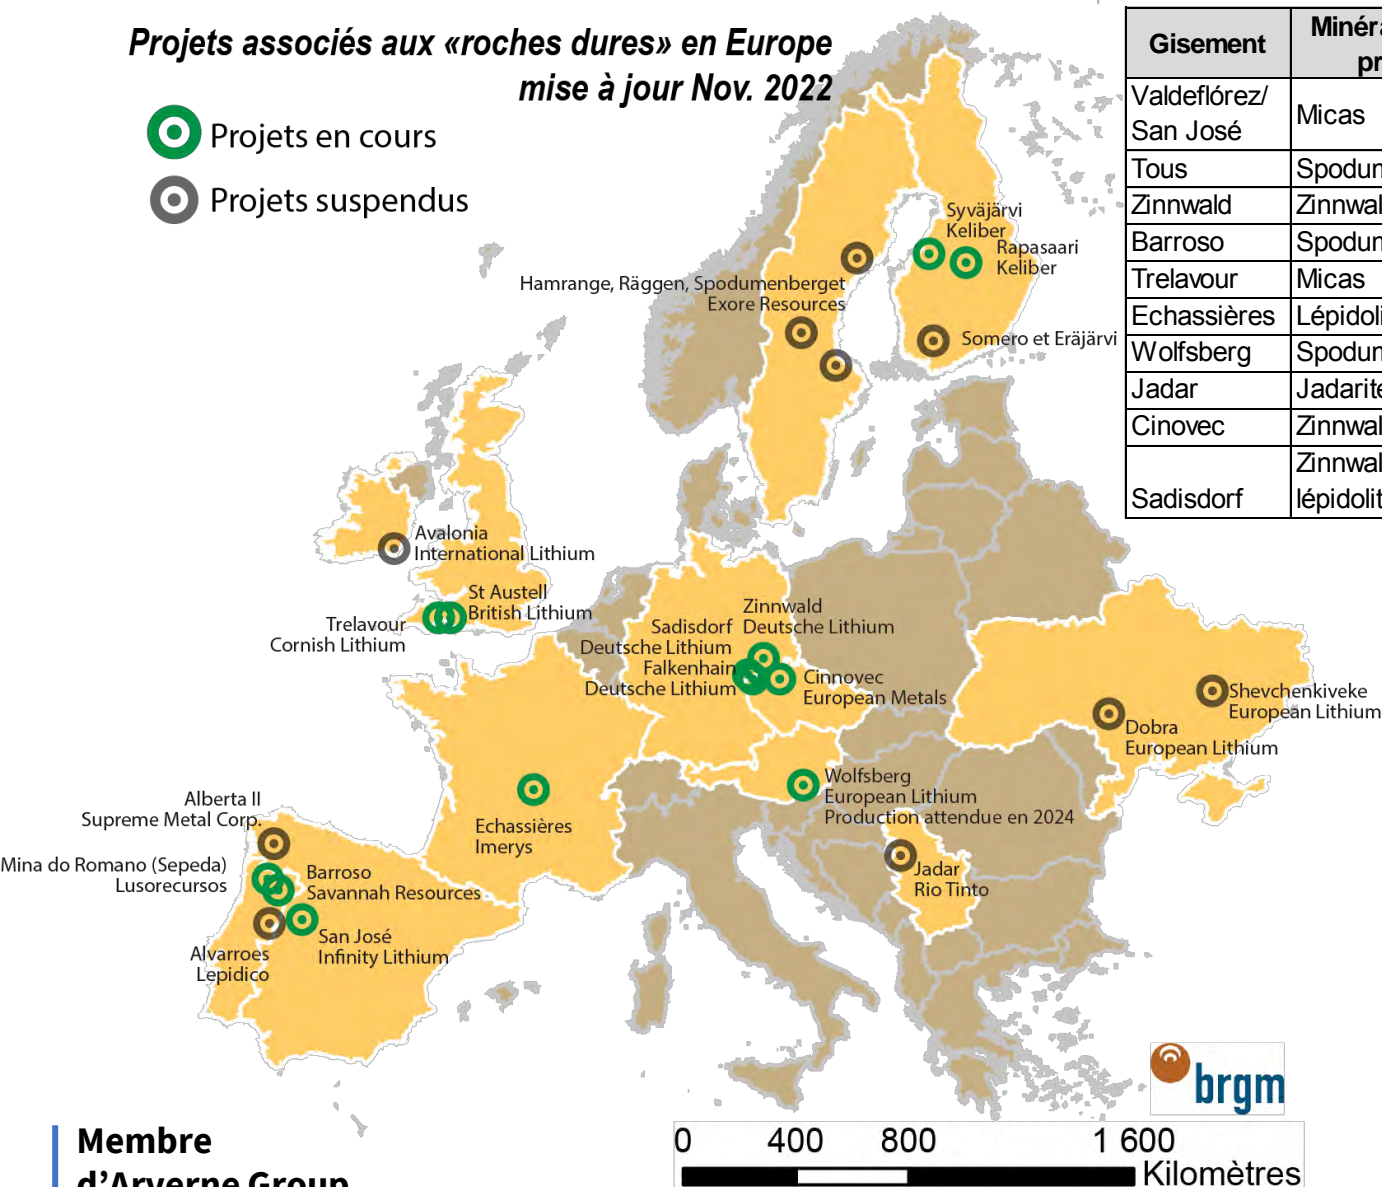 Projets associés aux «roches dures» en Europe
mise à jour Nov. 2022
Projets en cours
Projets suspendus
Gisement
Valdeflórez/
San José
Micas
Tous
Zinnwald
Barroso
Trelavour
Micas
Echassières
Wolfsberg
Jadar
Cinovec
Sadisdorf
Syväjärvi
Keliber
Rapasaari
Keliber
Hamrange, Räggen, Spodumenberget
Exore Resources
Somero et Eräjärvi
Avalonia
International Lithium
St Austell
British Lithium
Trelavour
Cornish Lithium
Zinnwald
Deutsche Lithium
Sadisdorf
Deutsche Lithium
Falkenhain
Deutsche Lithium
Cinnovec
European Metals
Shevchenkiveke
European Lithium
Dobra
European Lithium
Wolfsberg
European Lithium
Production attendue en 2024
Echassières
Imerys
Alberta II
Supreme Metal Corp.
Mina do Romano (Sepeda)
Lusorecursos
Barroso
Savannah Resources
Jadar
Rio Tinto
San José
Infinity Lithium
Alvarroes
Lepidico
brgm
Membre
d'Arverne Group
0 400 800 1 600
Kilomètres